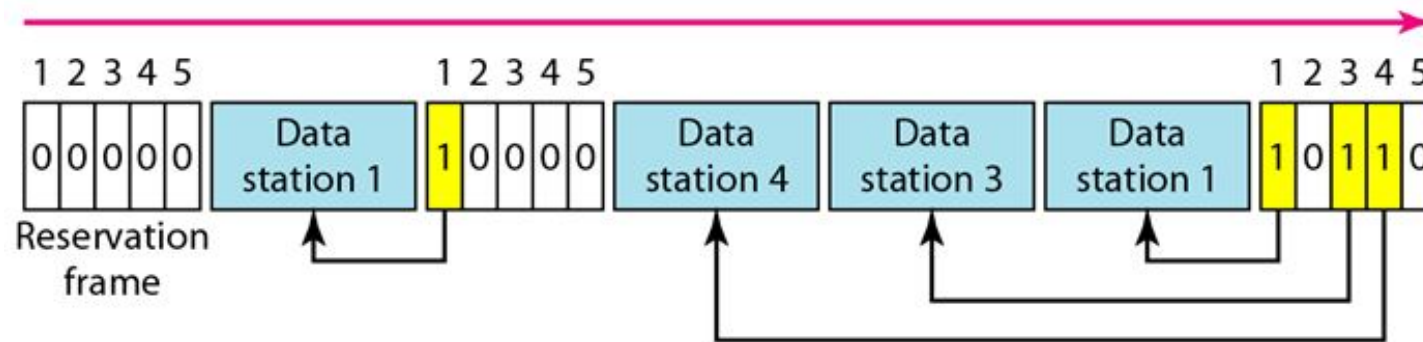 1 2 3 4 5 1 2 3 4 5 1 2 3 4 5
0 0 0 0 0 Data station 1 1 0 0 0 0 Data station 4 Data station 3 Data station 1 1 0 1 1 0
Reservation
frame